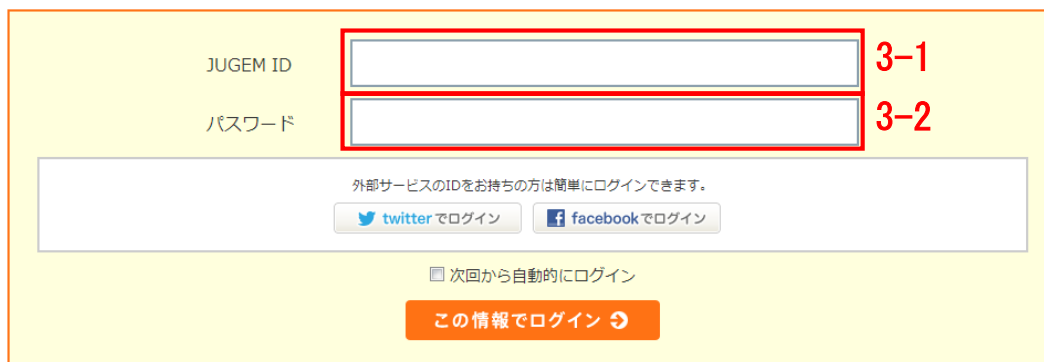 JUGEM ID
3-1
パスワード
3-2
外部サービスのIDをお持ちの方は簡単にログインできます。
twitterでログイン
facebookでログイン
次回から自動的にログイン
この情報でログイン